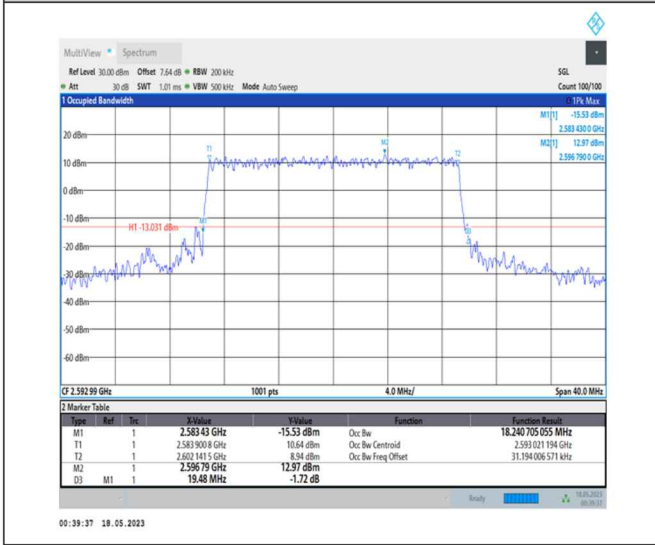 MultiView Spectrum
Ref Level 30.00 dBm Offset 7.64 dB RBW 200 kHz SGL
Att 30 dB SWT 1.01 ms VBW 500 kHz Mode Auto Sweep Count 100/100
1 Occupied Bandwidth 1Pk Max
M1[1] -15.53 dBm
2.583 430 0 GHz
M2[1] 12.97 dBm
2.596 790 0 GHz
20 dBm
M2
T1 T2
10 dBm
0 dBm
-10 dBm
M1
H1 -13.031 dBm
D3
-20 dBm
-30 dBm
-40 dBm
-50 dBm
-60 dBm
CF 2.592 99 GHz 1001 pts 4.0 MHz/ Span 40.0 MHz
2 Marker Table
Type Ref Trc X-Value Y-Value Function Function Result
M1 1 2.583 43 GHz -15.53 dBm Occ Bw 18.240 705 055 MHz
T1 1 2.583 900 8 GHz 10.64 dBm Occ Bw Centroid 2.593 021 194 GHz
T2 1 2.602 141 5 GHz 8.94 dBm Occ Bw Freq Offset 31.194 006 571 kHz
M2 1 2.596 79 GHz 12.97 dBm
D3 M1 1 19.48 MHz -1.72 dB
Ready 18.05.2023
00:39:37
00:39:37 18.05.2023